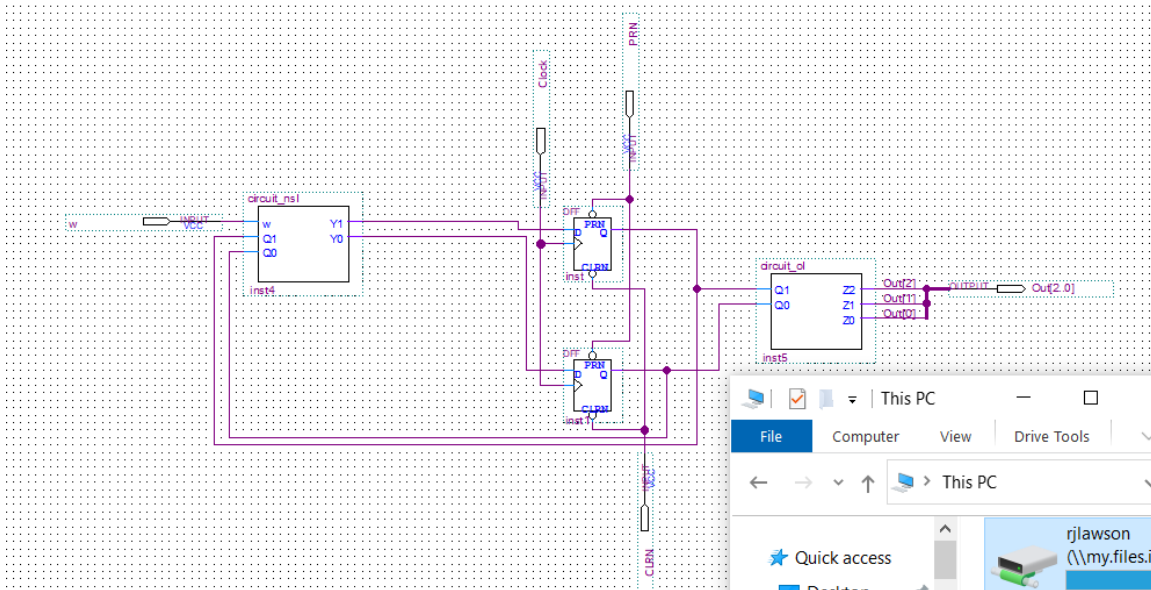 PRN
Clock
VCC
INPUT
VCC
INPUT
circuit_nsl
w
INPUT
VCC
w
Y1
Q1
Y0
Q0
inst4
DFF
PRN
D
Q
CLRN
inst
circuit_ol
Q1
Z2
Out[2]
OUTPUT
Out[2..0]
Q0
Z1
Out[1]
Z0
Out[0]
inst5
DFF
PRN
D
Q
CLRN
inst1
INPUT
VCC
CLRN
This PC
File Computer View Drive Tools
This PC
rjlawson
Quick access
(\\my.files.i